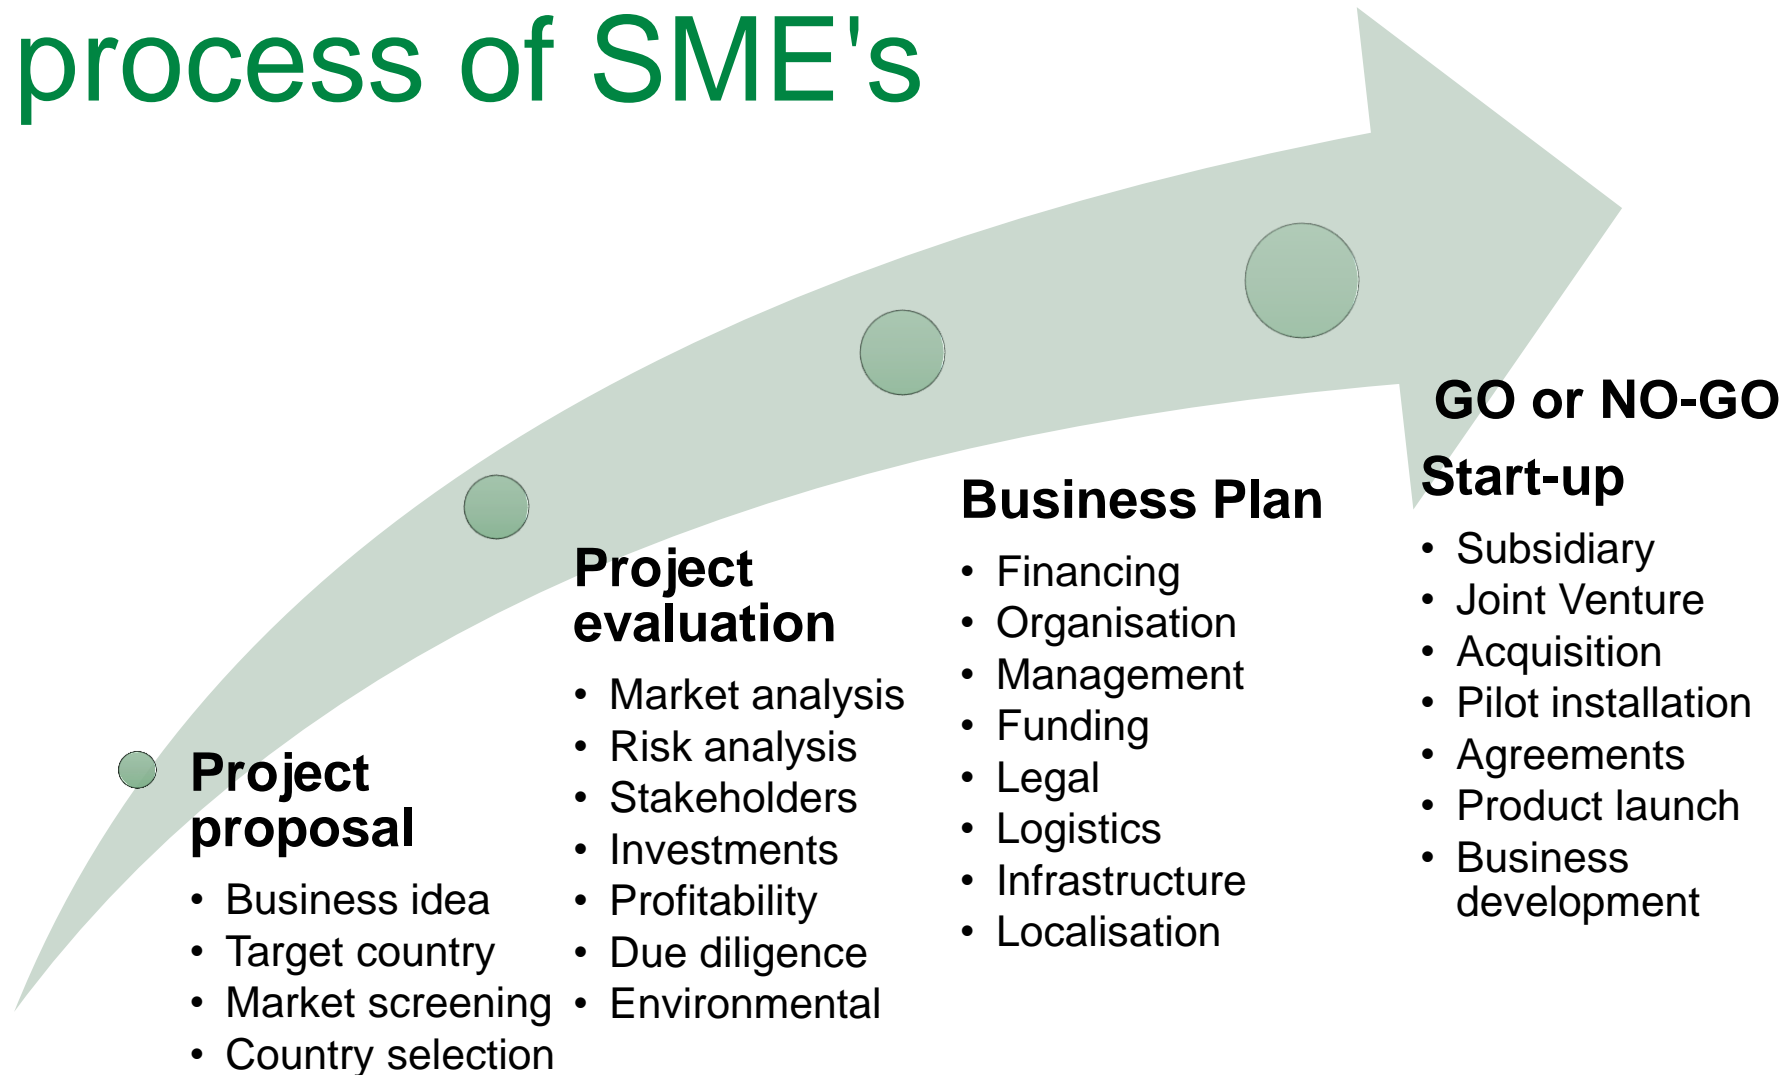 process of SME's
Project
proposal
• Business idea
• Target country
• Market screening
• Country selection
Project
evaluation
• Market analysis
• Risk analysis
• Stakeholders
• Investments
• Profitability
• Due diligence
• Environmental
Business Plan
• Financing
• Organisation
• Management
• Funding
• Legal
• Logistics
• Infrastructure
• Localisation
GO or NO-GO
Start-up
• Subsidiary
• Joint Venture
• Acquisition
• Pilot installation
• Agreements
• Product launch
• Business
development